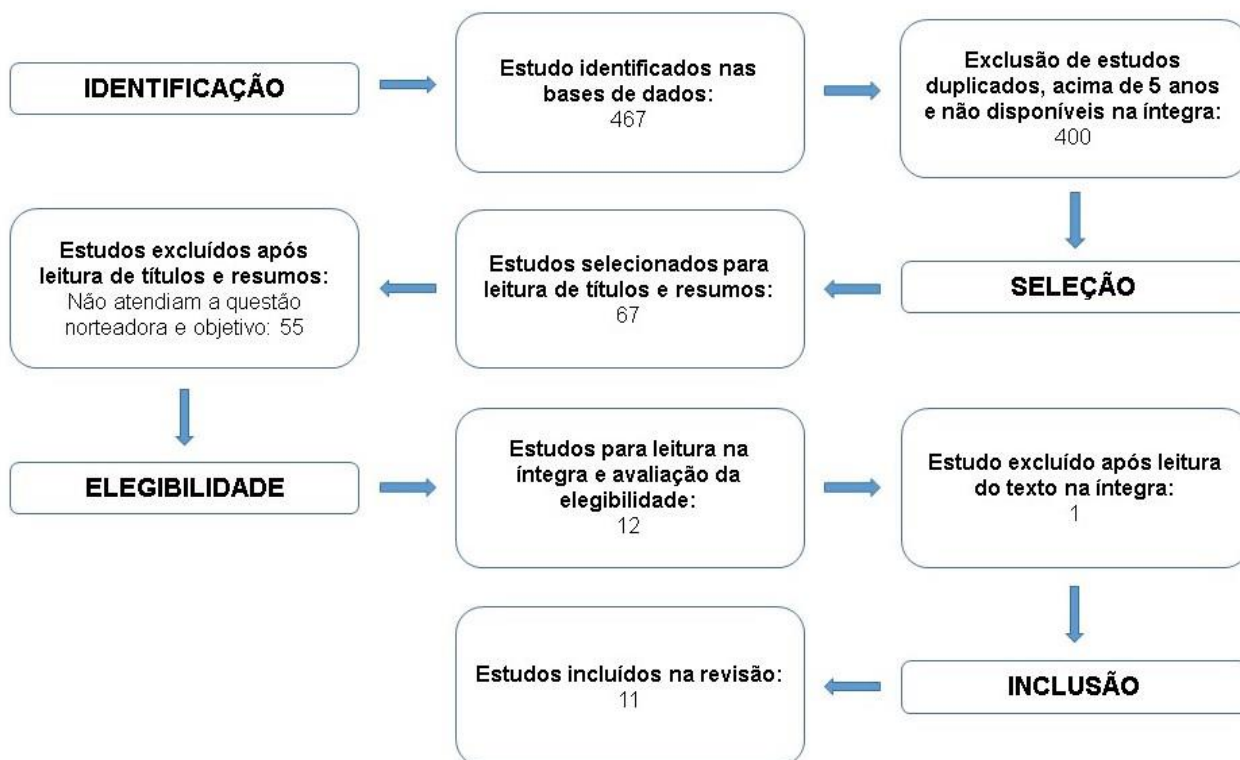 IDENTIFICAÇÃO
Estudo identificados nas
bases de dados:
467
Exclusão de estudos
duplicados, acima de 5 anos
e não disponíveis na íntegra:
400
SELEÇÃO
Estudos selecionados para
leitura de títulos e resumos:
67
Estudos excluídos após
leitura de títulos e resumos:
Não atendiam a questão
norteadora e objetivo: 55
ELEGIBILIDADE
Estudos para leitura na
íntegra e avaliação da
elegibilidade:
12
Estudo excluído após leitura
do texto na íntegra:
1
INCLUSÃO
Estudos incluídos na revisão:
11